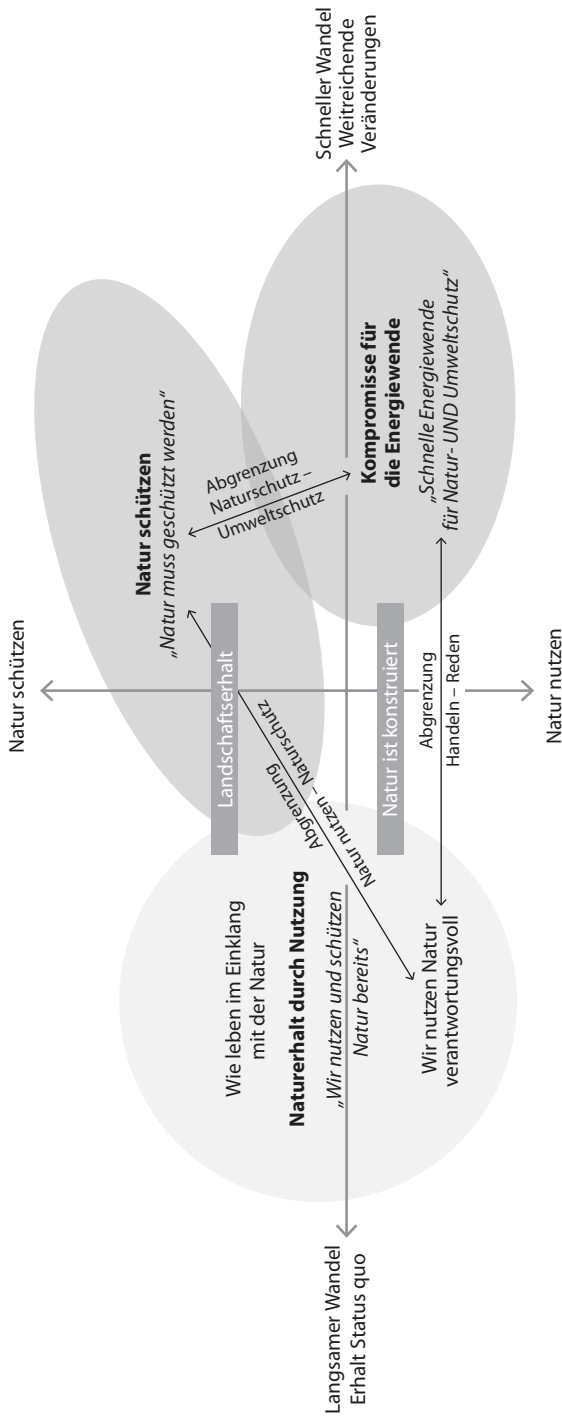 Natur schützen
Langsamer Wandel
Erhalt Status quo
Schneller Wandel
Weitreichende
Veränderungen
Natur nutzen
Wie leben im Einklang
mit der Natur
Naturerhalt durch Nutzung
„Wir nutzen und schützen
Natur bereits“
Wir nutzen Natur
verantwortungsvoll
Landschaftserhalt
Abgrenzung
Natur nutzen – Naturschutz
Natur ist konstruiert
Abgrenzung
Handeln – Reden
Natur schützen
„Natur muss geschützt werden“
Abgrenzung
Naturschutz –
Umweltschutz
Kompromisse für
die Energiewende
„Schnelle Energiewende
für Natur- UND Umweltschutz“